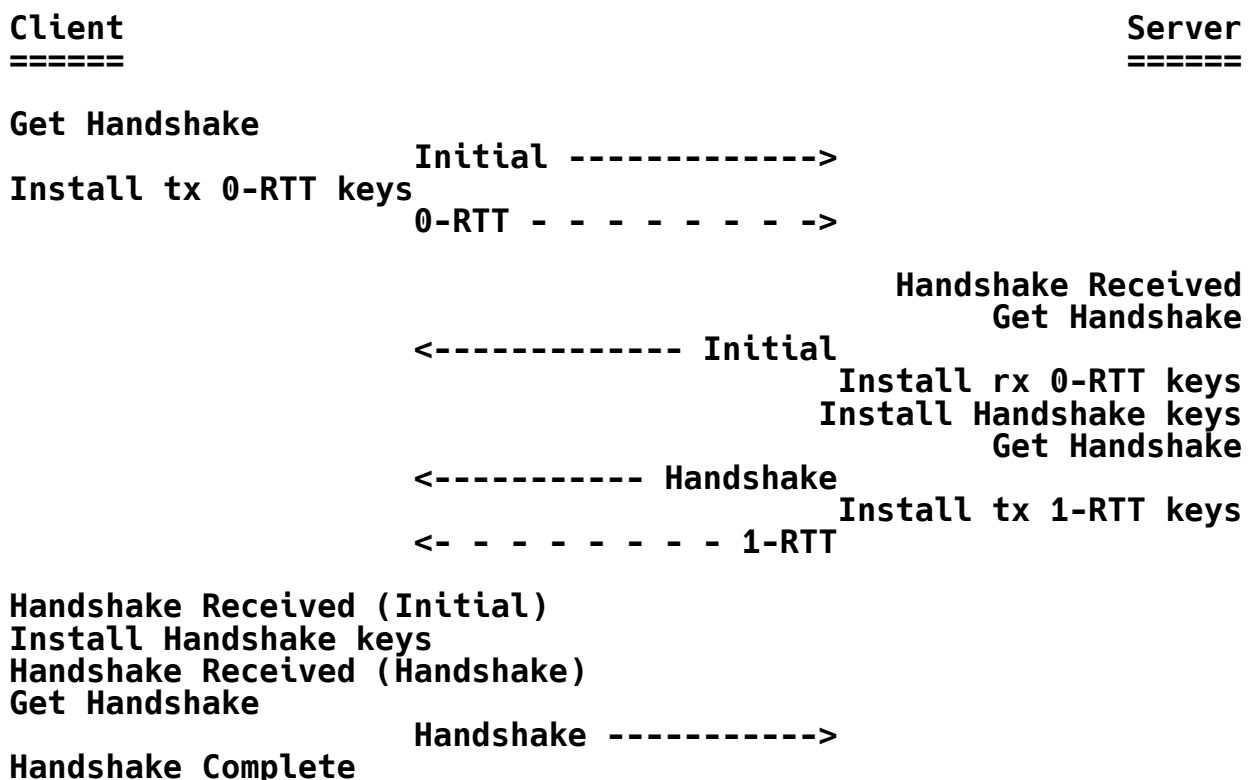 Client                                                    Server
======                                                    ======
Get Handshake
                     Initial ------------->
Install tx 0-RTT keys
                     0-RTT - - - - - - - ->
                                              Handshake Received
                                                   Get Handshake
                     <------------- Initial
                                           Install rx 0-RTT keys
                                          Install Handshake keys
                                                   Get Handshake
                     <----------- Handshake
                                           Install tx 1-RTT keys
                     <- - - - - - - - 1-RTT
Handshake Received (Initial)
Install Handshake keys
Handshake Received (Handshake)
Get Handshake
                     Handshake ----------->
Handshake Complete